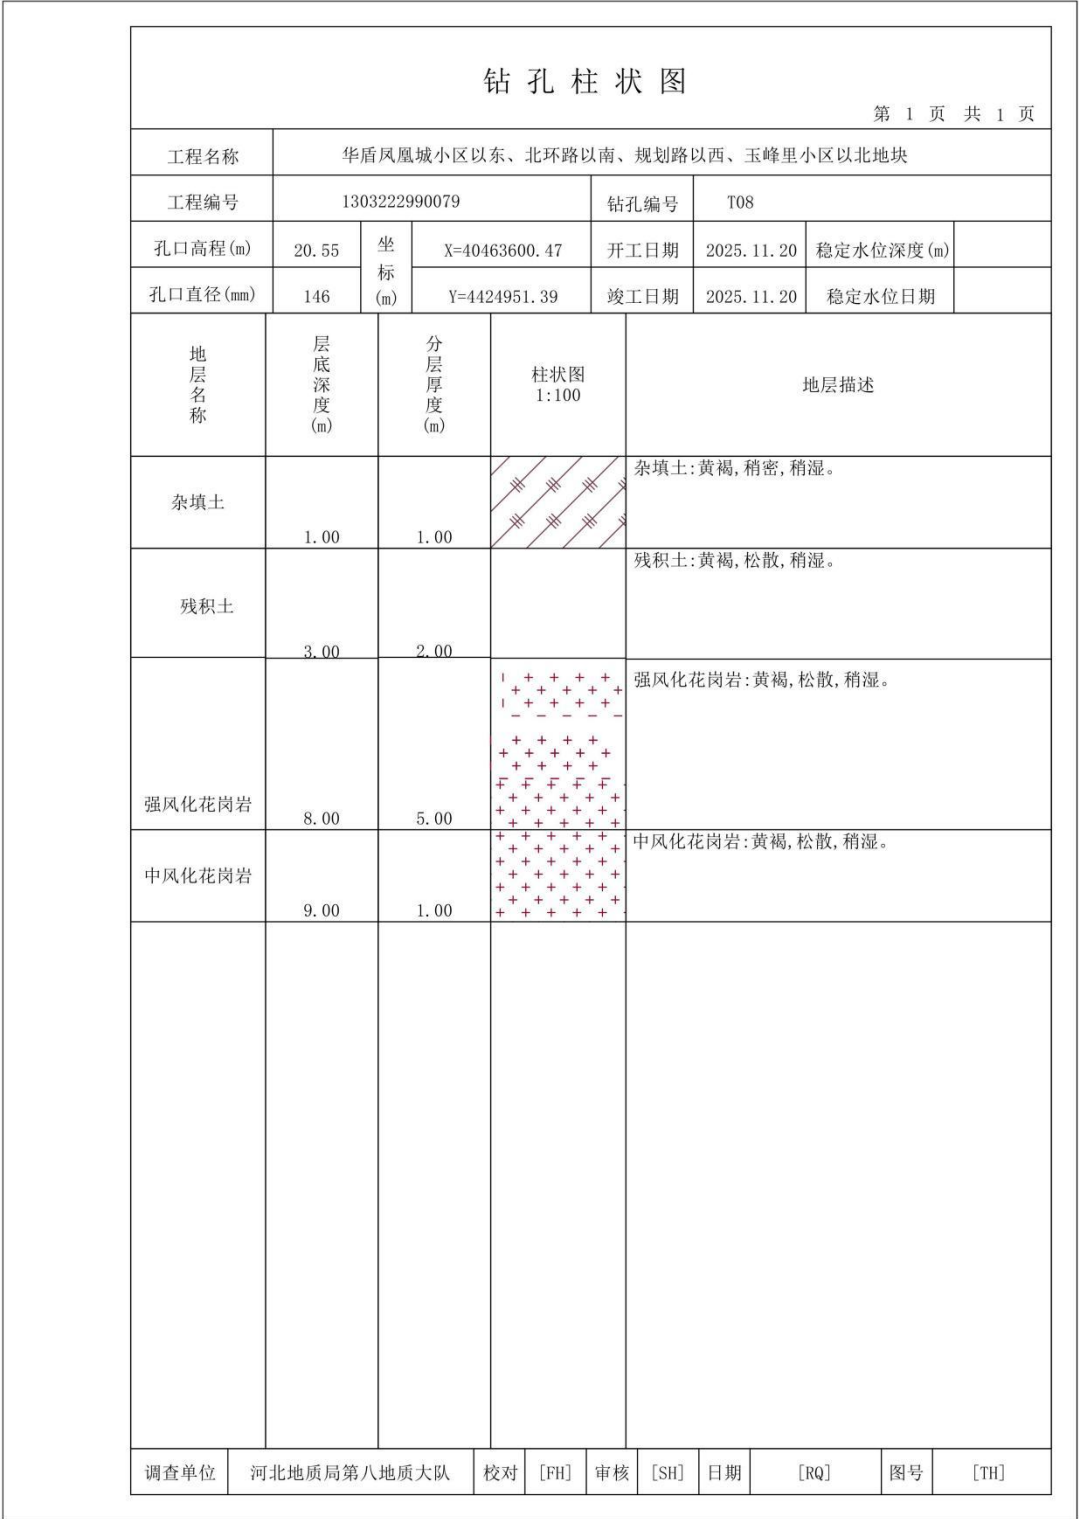 钻孔柱状图
第 1 页 共 1 页
工程名称 华盾凤凰城小区以东、北环路以南、规划路以西、玉峰里小区以北地块
工程编号 1303222990079 钻孔编号 T08
孔口高程(m) 20.55 坐标(m) X=40463600.47 开工日期 2025.11.20 稳定水位深度(m)
孔口直径(mm) 146 Y=4424951.39 竣工日期 2025.11.20 稳定水位日期
地层名称 层底深度(m) 分层厚度(m) 柱状图 1:100 地层描述
杂填土 1.00 1.00 杂填土:黄褐,稍密,稍湿。
残积土 3.00 2.00 残积土:黄褐,松散,稍湿。
强风化花岗岩 8.00 5.00 强风化花岗岩:黄褐,松散,稍湿。
中风化花岗岩 9.00 1.00 中风化花岗岩:黄褐,松散,稍湿。
调查单位 河北地质局第八地质大队 校对 [FH] 审核 [SH] 日期 [RQ] 图号 [TH]